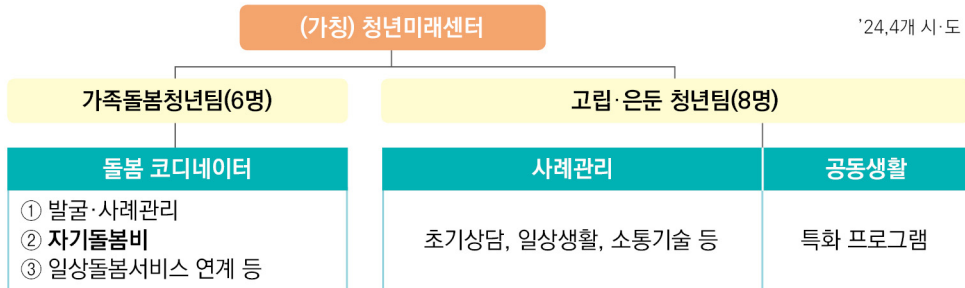 (가칭) 청년미래센터
’24,4개 시·도
가족돌봄청년팀(6명)
고립·은둔 청년팀(8명)
돌봄 코디네이터
① 발굴·사례관리
② 자기돌봄비
③ 일상돌봄서비스 연계 등
사례관리
초기상담, 일상생활, 소통기술 등
공동생활
특화 프로그램